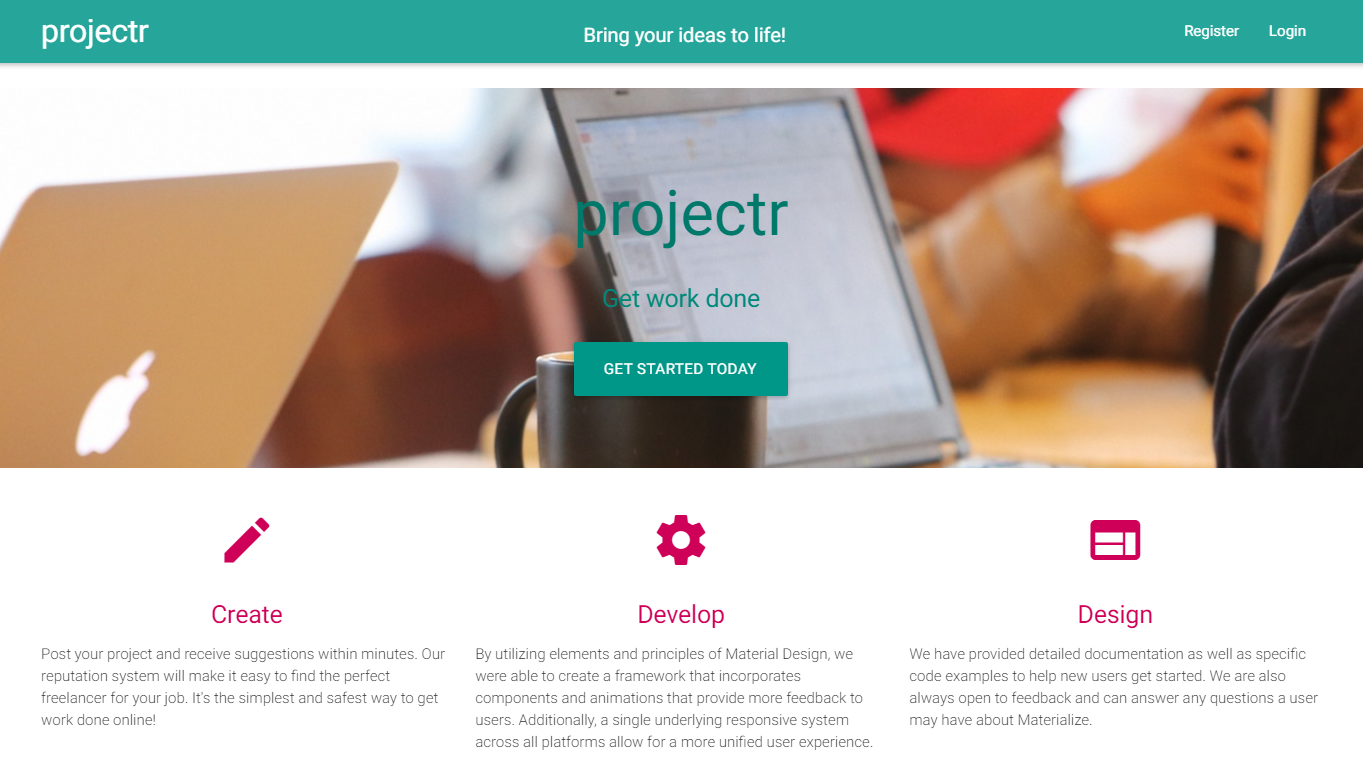 projectr
Bring your ideas to life!
Register
Login
projectr
Get work done
GET STARTED TODAY
Create
Post your project and receive suggestions within minutes. Our
reputation system will make it easy to find the perfect
freelancer for your job. It's the simplest and safest way to get
work done online!
Develop
By utilizing elements and principles of Material Design, we
were able to create a framework that incorporates
components and animations that provide more feedback to
users. Additionally, a single underlying responsive system
across all platforms allow for a more unified user experience.
Design
We have provided detailed documentation as well as specific
code examples to help new users get started. We are also
always open to feedback and can answer any questions a user
may have about Materialize.